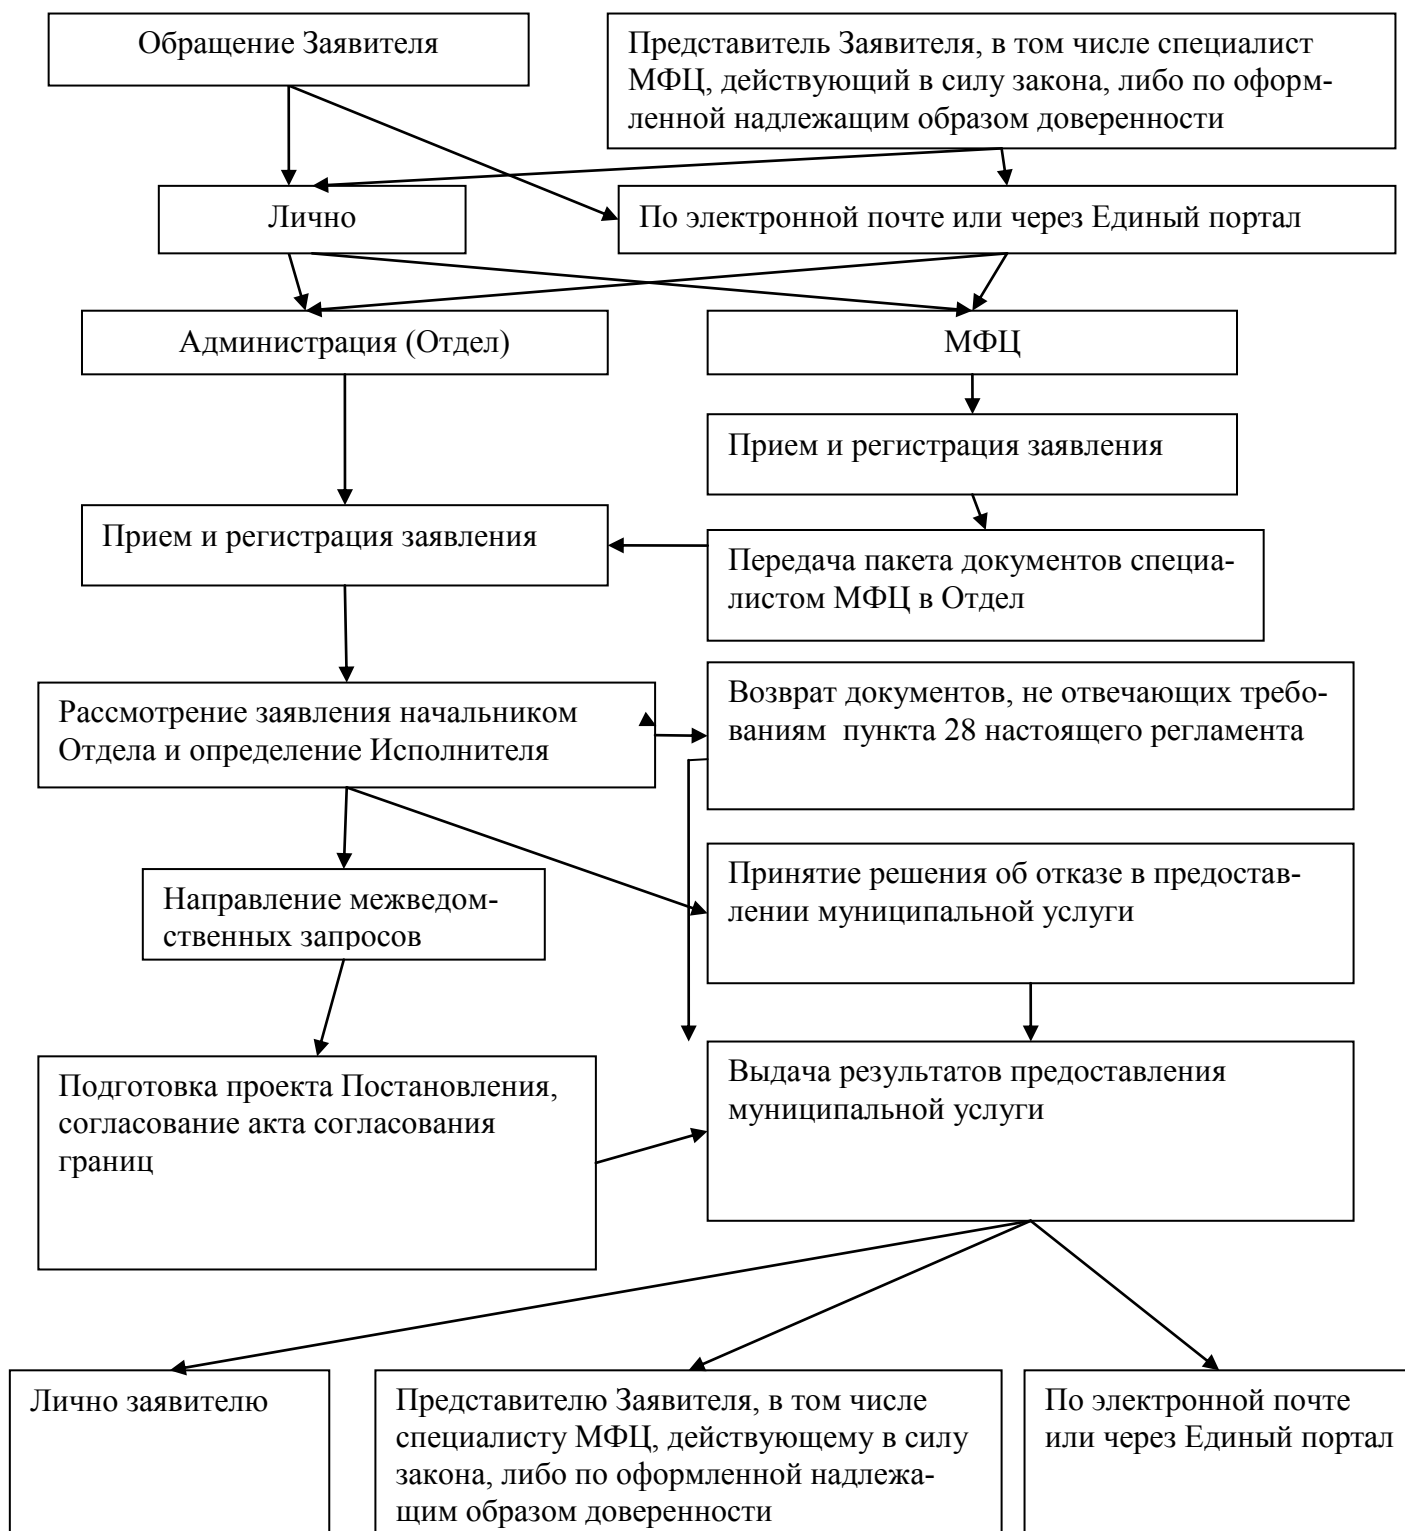 Обращение Заявителя
Представитель Заявителя, в том числе специалист
МФЦ, действующий в силу закона, либо по оформ-
ленной надлежащим образом доверенности
Лично
По электронной почте или через Единый портал
Администрация (Отдел)
МФЦ
Прием и регистрация заявления
Прием и регистрация заявления
Передача пакета документов специа-
листом МФЦ в Отдел
Рассмотрение заявления начальником
Отдела и определение Исполнителя
Возврат документов, не отвечающих требо-
ваниям пункта 28 настоящего регламента
Направление межведом-
ственных запросов
Принятие решения об отказе в предостав-
лении муниципальной услуги
Подготовка проекта Постановления,
согласование акта согласования
границ
Выдача результатов предоставления
муниципальной услуги
Лично заявителю
Представителю Заявителя, в том числе
специалисту МФЦ, действующему в силу
закона, либо по оформленной надлежа-
щим образом доверенности
По электронной почте
или через Единый портал